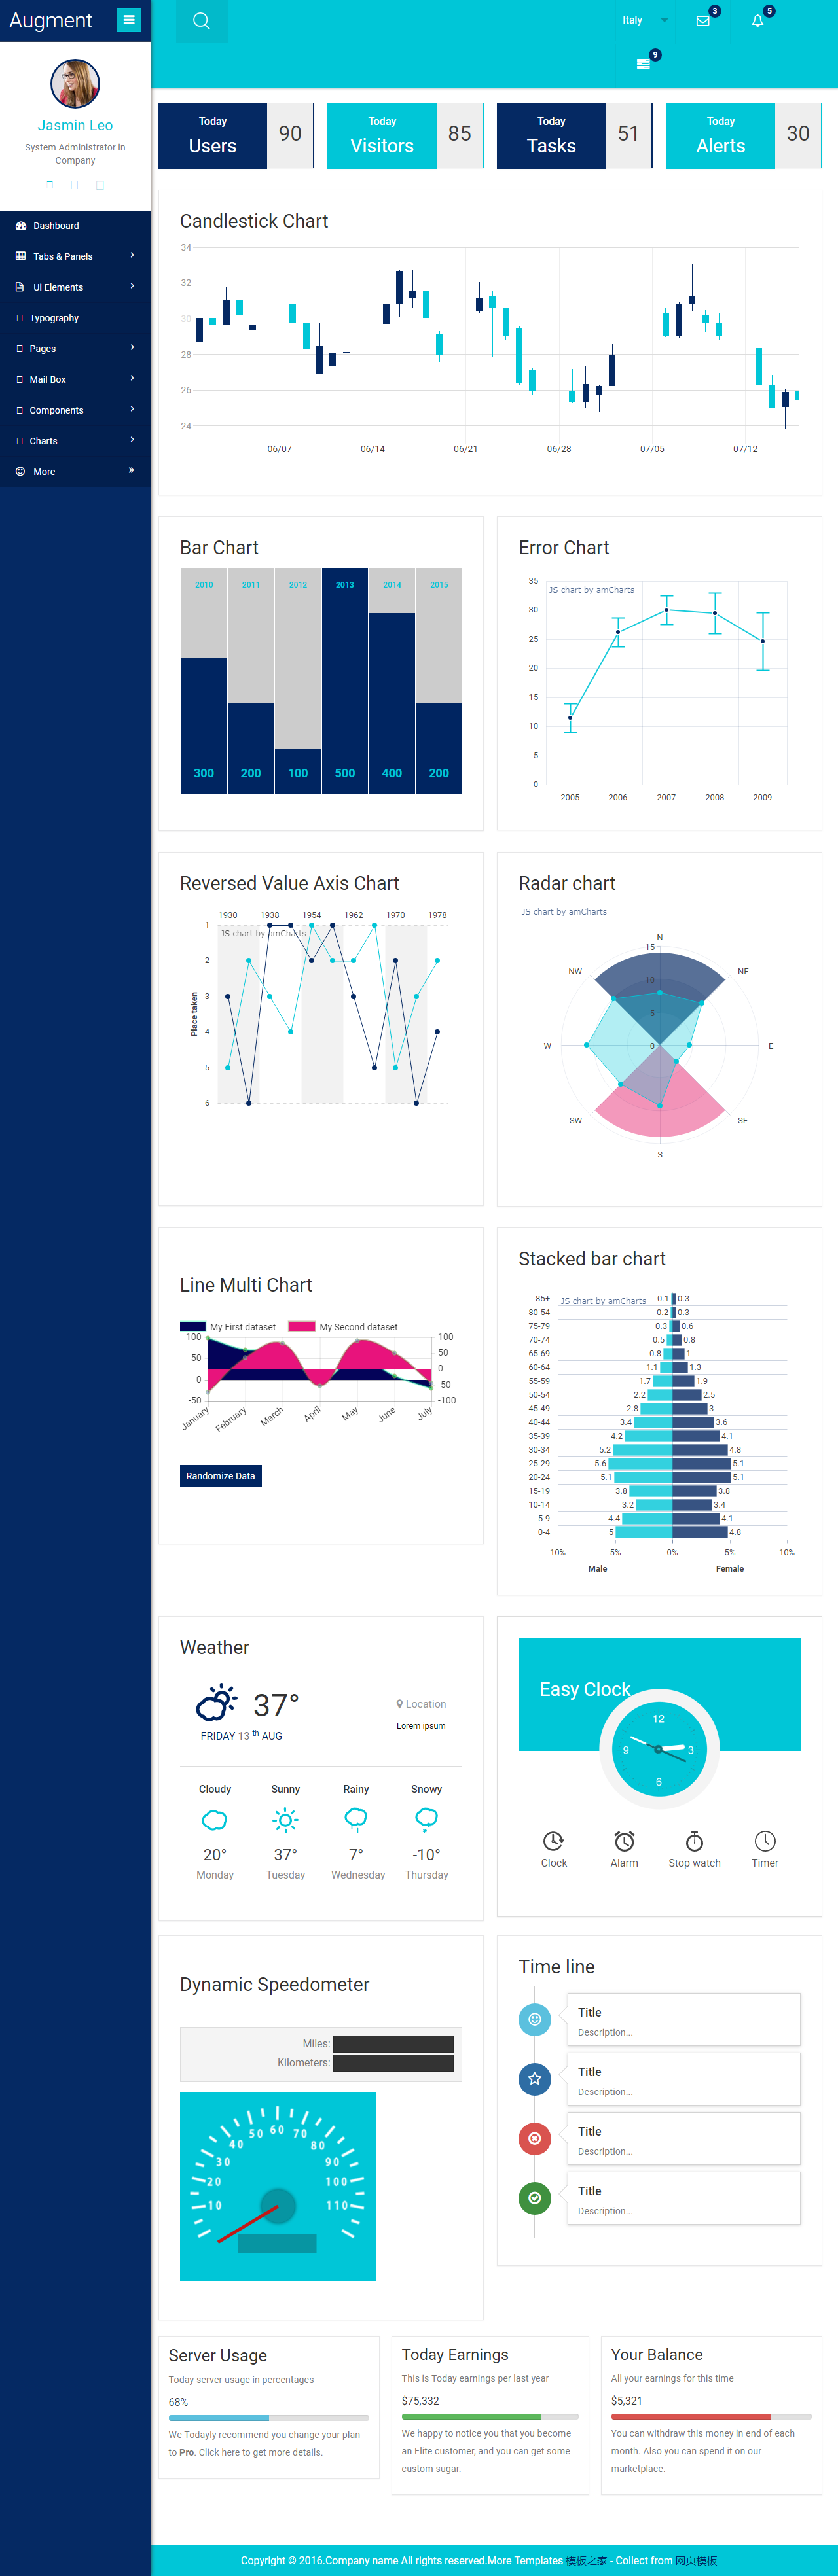 Augment
Italy
3
5
9
Jasmin Leo
System Administrator in
Company
Dashboard
Tabs & Panels
Ui Elements
Typography
Pages
Mail Box
Components
Charts
More
Today
Users
90
Today
Visitors
85
Today
Tasks
51
Today
Alerts
30
Candlestick Chart
34
32
30
28
26
24
06/07 06/14 06/21 06/28 07/05 07/12
Bar Chart
2010 2011 2012 2013 2014 2015
300 200 100 500 400 200
Error Chart
JS chart by amCharts
35
30
25
20
15
10
5
0
2005 2006 2007 2008 2009
Reversed Value Axis Chart
1930 1938 1954 1962 1970 1978
JS chart by amCharts
Place taken
1
2
3
4
5
6
Radar chart
JS chart by amCharts
N
NE
E
SE
S
SW
W
NW
15
10
5
0
Line Multi Chart
My First dataset My Second dataset
100
50
0
-50
100
50
0
-50
-100
January February March April May June July
Randomize Data
Stacked bar chart
JS chart by amCharts
85+ 0.1 0.3
80-54 0.2 0.3
75-79 0.3 0.6
70-74 0.5 0.8
65-69 0.8 1
60-64 1.1 1.3
55-59 1.7 1.9
50-54 2.2 2.5
45-49 2.8 3
40-44 3.4 3.6
35-39 4.2 4.1
30-34 5.2 4.8
25-29 5.6 5.1
20-24 5.1 5.1
15-19 3.8 3.8
10-14 3.2 3.4
5-9 4.4 4.1
0-4 5 4.8
10% 5% 0% 5% 10%
Male Female
Weather
37°
Location
FRIDAY 13 th AUG
Lorem ipsum
Cloudy Sunny Rainy Snowy
20° 37° 7° -10°
Monday Tuesday Wednesday Thursday
Easy Clock
12
3
6
9
Clock Alarm Stop watch Timer
Dynamic Speedometer
Miles:
Kilometers:
10
20
30
40
50
60
70
80
90
100
110
Time line
Title
Description...
Title
Description...
Title
Description...
Title
Description...
Server Usage
Today server usage in percentages
68%
We Todayly recommend you change your plan
to Pro. Click here to get more details.
Today Earnings
This is Today earnings per last year
$75,332
We happy to notice you that you become
an Elite customer, and you can get some
custom sugar.
Your Balance
All your earnings for this time
$5,321
You can withdraw this money in end of each
month. Also you can spend it on our
marketplace.
Copyright © 2016.Company name All rights reserved.More Templates 模板之家 - Collect from 网页模板